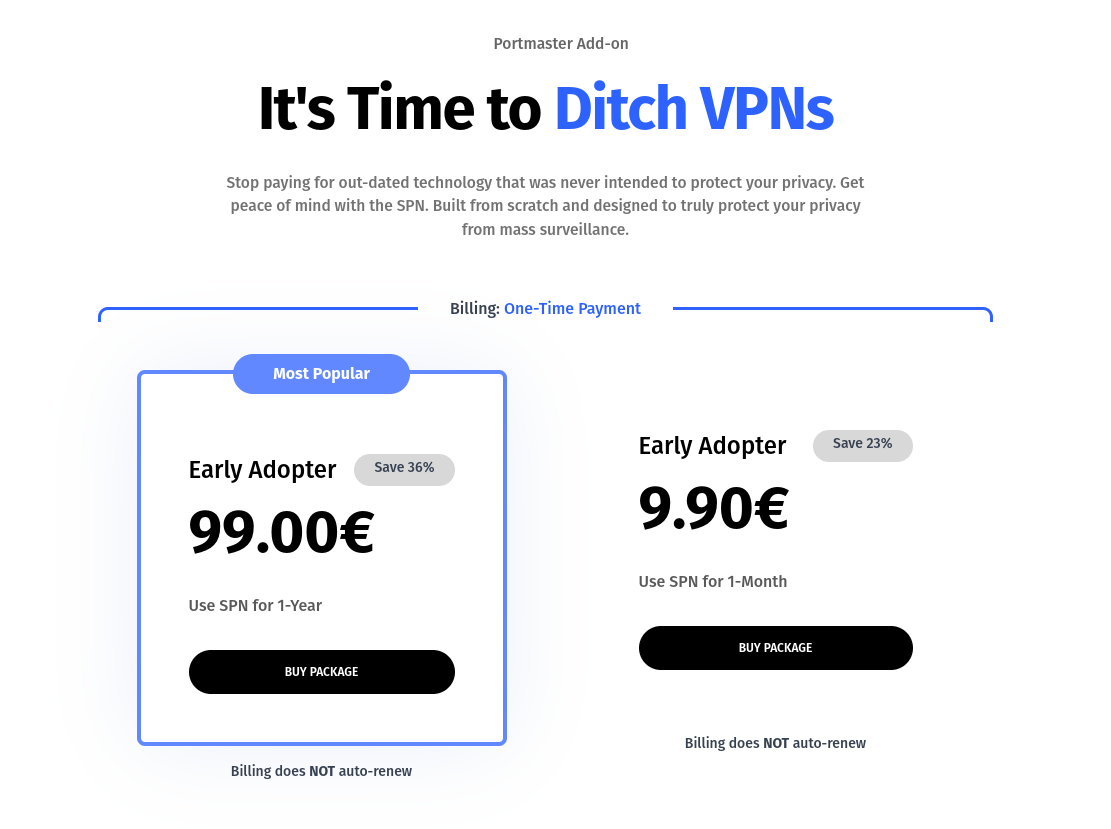 Portmaster Add-on
It's Time to Ditch VPNs
Stop paying for out-dated technology that was never intended to protect your privacy. Get
peace of mind with the SPN. Built from scratch and designed to truly protect your privacy
from mass surveillance.
Billing: One-Time Payment
Most Popular
Early Adopter
Save 36%
99.00€
Use SPN for 1-Year
BUY PACKAGE
Billing does NOT auto-renew
Early Adopter
Save 23%
9.90€
Use SPN for 1-Month
BUY PACKAGE
Billing does NOT auto-renew